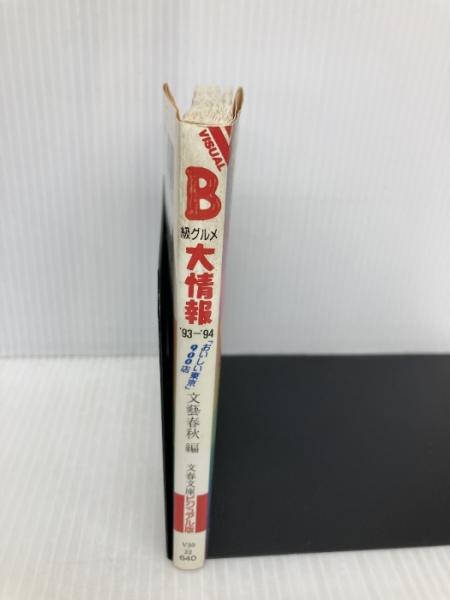 VISUAL
B
級グルメ
大情報
'93–'94
「おいしい東京」
900店
文藝春秋 編
文春文庫ビジュアル版
V30
22
640